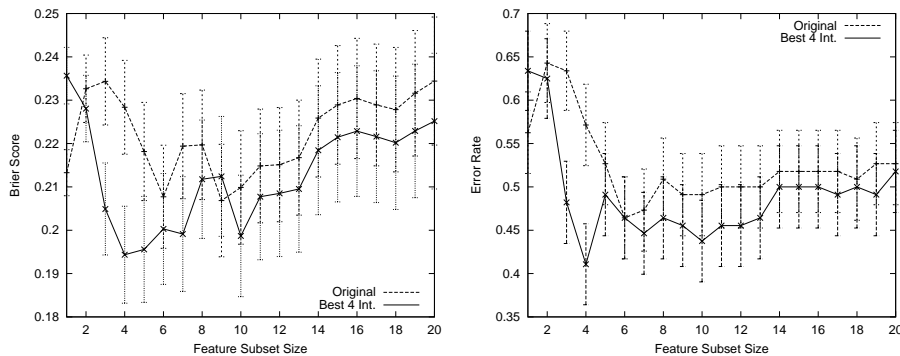 0.25
0.24
0.23
0.22
0.21
0.2
0.19
0.18
Brier Score
2 4 6 8 10 12 14 16 18 20
Feature Subset Size
Original
Best 4 Int.
0.7
0.65
0.6
0.55
0.5
0.45
0.4
0.35
Error Rate
2 4 6 8 10 12 14 16 18 20
Feature Subset Size
Original
Best 4 Int.